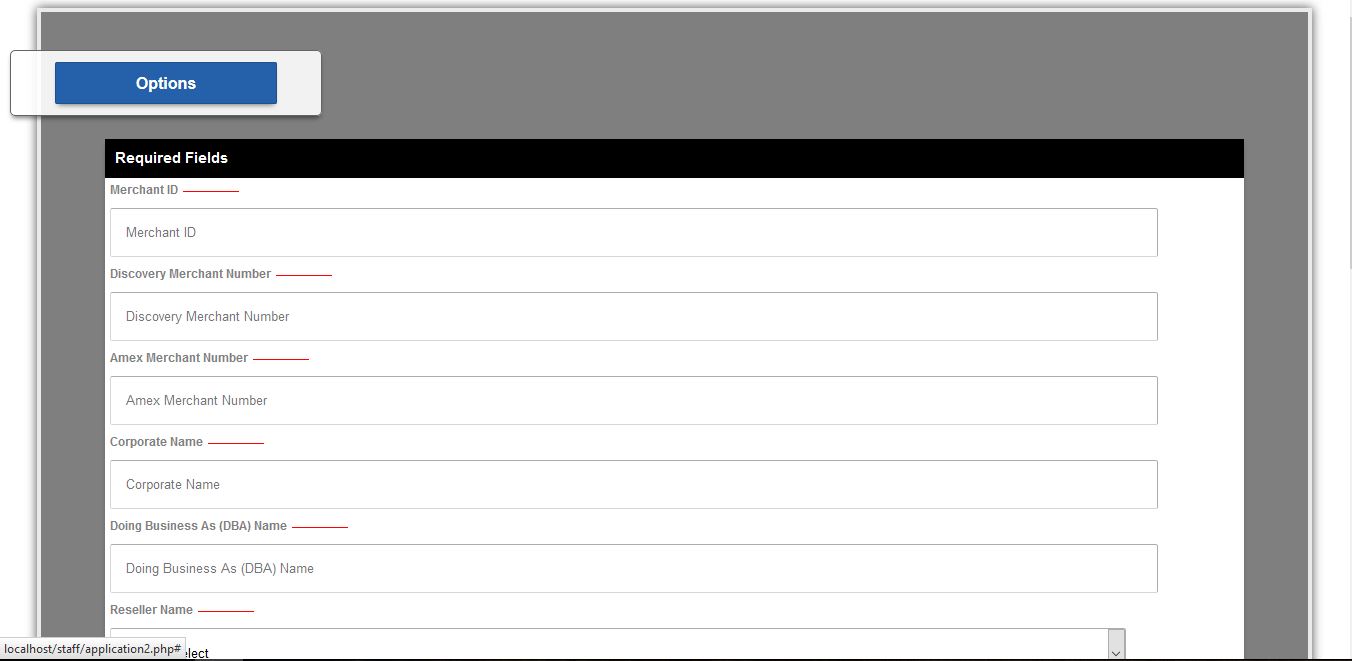 Options
Required Fields
Merchant ID
Merchant ID
Discovery Merchant Number
Discovery Merchant Number
Amex Merchant Number
Amex Merchant Number
Corporate Name
Corporate Name
Doing Business As (DBA) Name
Doing Business As (DBA) Name
Reseller Name
localhost/staff/application2.php#